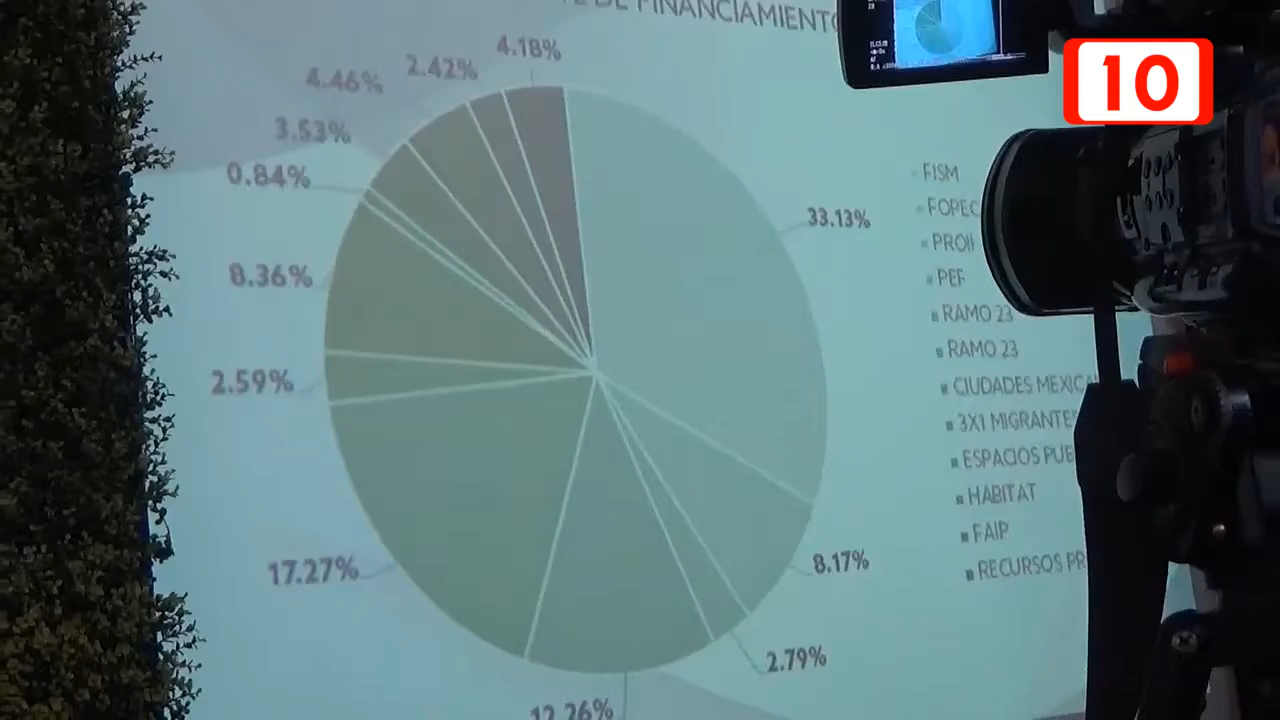 DE FINANCIAMIENTO
10
4.18%
2.42%
4.46%
3.53%
0.84%
8.36%
2.59%
17.27%
12.26%
2.79%
8.17%
33.13%
FISM
FOPEC
PROII
PEF
RAMO 23
RAMO 23
CIUDADES MEXICA
3X1 MIGRANTES
ESPACIOS PUB
HABITAT
FAIP
RECURSOS PR